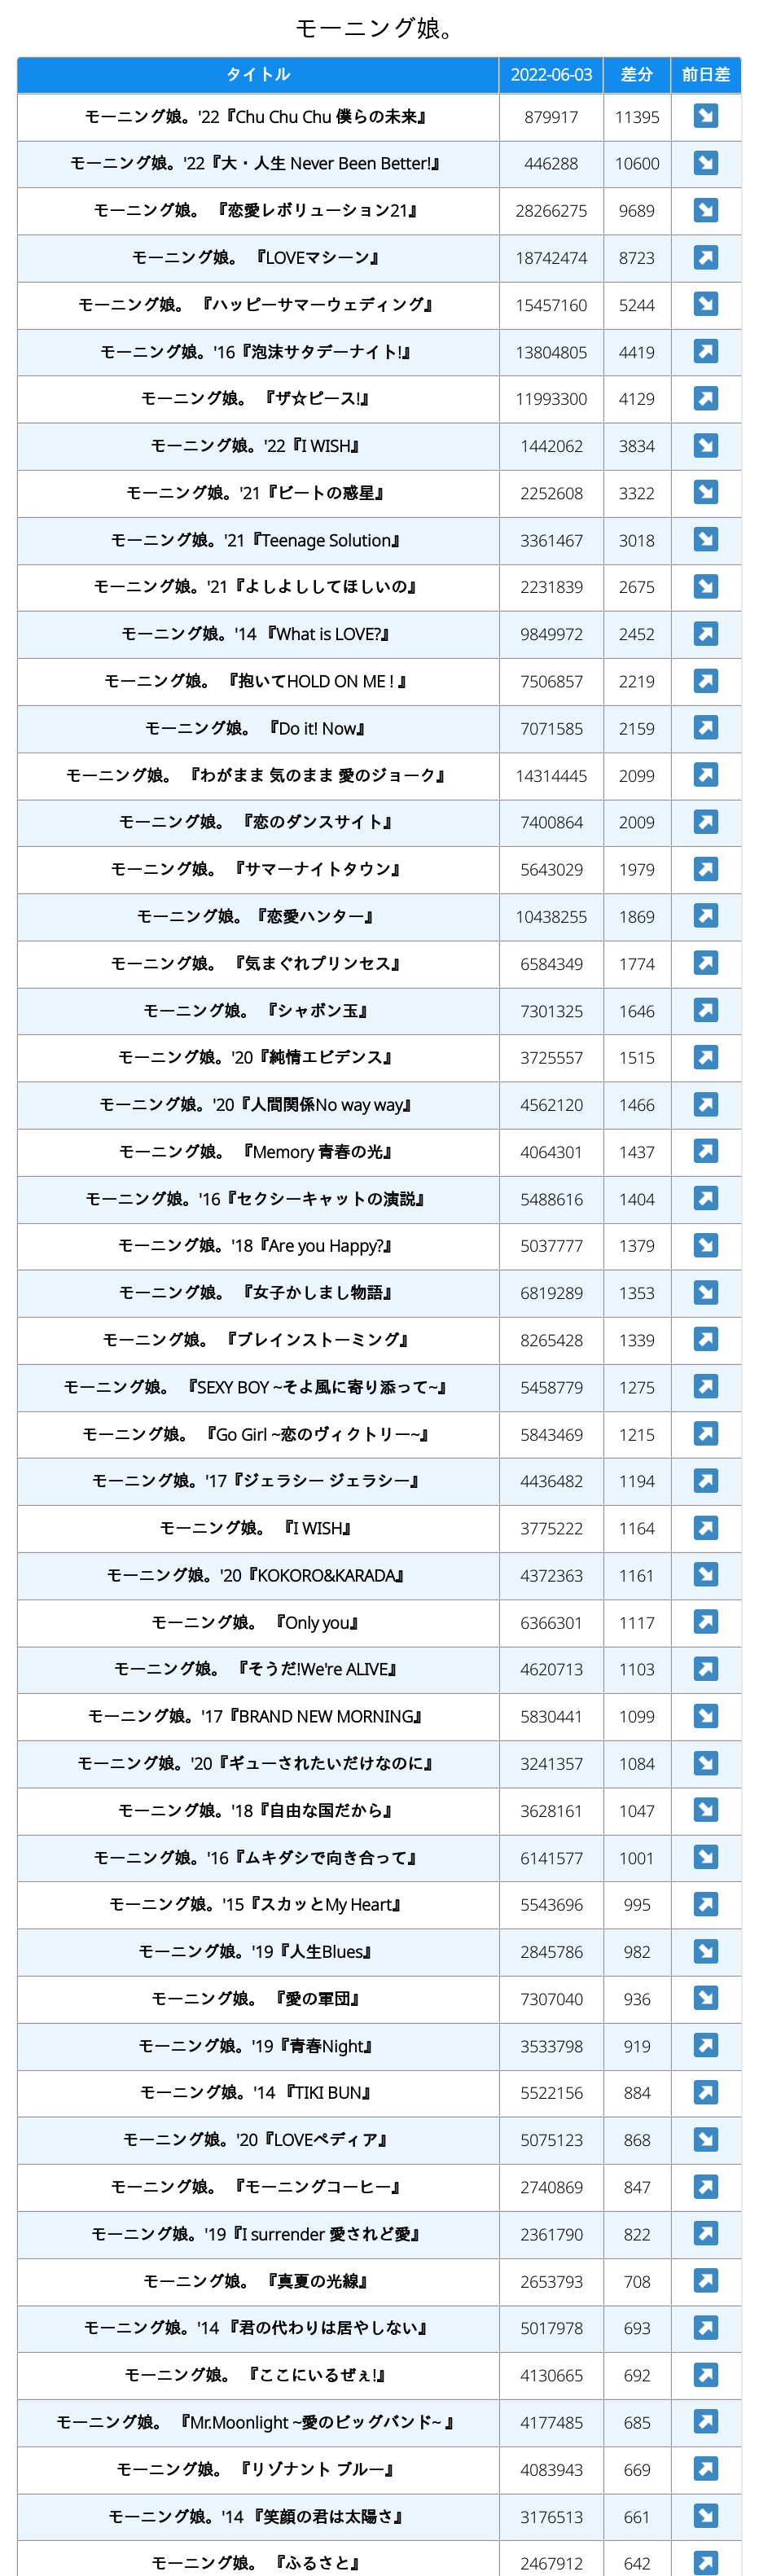 モーニング娘。
タイトル 2022-06-03 差分 前日差
モーニング娘。'22『Chu Chu Chu 僕らの未来』 879917 11395
モーニング娘。'22『大・人生 Never Been Better!』 446288 10600
モーニング娘。 『恋愛レボリューション21』 28266275 9689
モーニング娘。 『LOVEマシーン』 18742474 8723
モーニング娘。 『ハッピーサマーウェディング』 15457160 5244
モーニング娘。'16『泡沫サタデーナイト!』 13804805 4419
モーニング娘。 『ザ☆ピース!』 11993300 4129
モーニング娘。'22『I WISH』 1442062 3834
モーニング娘。'21『ビートの惑星』 2252608 3322
モーニング娘。'21『Teenage Solution』 3361467 3018
モーニング娘。'21『よしよししてほしいの』 2231839 2675
モーニング娘。'14 『What is LOVE?』 9849972 2452
モーニング娘。 『抱いてHOLD ON ME ! 』 7506857 2219
モーニング娘。 『Do it! Now』 7071585 2159
モーニング娘。 『わがまま 気のまま 愛のジョーク』 14314445 2099
モーニング娘。 『恋のダンスサイト』 7400864 2009
モーニング娘。 『サマーナイトタウン』 5643029 1979
モーニング娘。『恋愛ハンター』 10438255 1869
モーニング娘。 『気まぐれプリンセス』 6584349 1774
モーニング娘。 『シャボン玉』 7301325 1646
モーニング娘。'20『純情エビデンス』 3725557 1515
モーニング娘。'20『人間関係No way way』 4562120 1466
モーニング娘。 『Memory 青春の光』 4064301 1437
モーニング娘。'16『セクシーキャットの演説』 5488616 1404
モーニング娘。'18『Are you Happy?』 5037777 1379
モーニング娘。 『女子かしまし物語』 6819289 1353
モーニング娘。 『ブレインストーミング』 8265428 1339
モーニング娘。 『SEXY BOY ~そよ風に寄り添って~』 5458779 1275
モーニング娘。 『Go Girl ~恋のヴィクトリー~』 5843469 1215
モーニング娘。'17『ジェラシー ジェラシー』 4436482 1194
モーニング娘。 『I WISH』 3775222 1164
モーニング娘。'20『KOKORO&KARADA』 4372363 1161
モーニング娘。 『Only you』 6366301 1117
モーニング娘。 『そうだ!We're ALIVE』 4620713 1103
モーニング娘。'17『BRAND NEW MORNING』 5830441 1099
モーニング娘。'20『ギューされたいだけなのに』 3241357 1084
モーニング娘。'18『自由な国だから』 3628161 1047
モーニング娘。'16『ムキダシで向き合って』 6141577 1001
モーニング娘。'15『スカッとMy Heart』 5543696 995
モーニング娘。'19『人生Blues』 2845786 982
モーニング娘。 『愛の軍団』 7307040 936
モーニング娘。'19『青春Night』 3533798 919
モーニング娘。'14 『TIKI BUN』 5522156 884
モーニング娘。'20『LOVEペディア』 5075123 868
モーニング娘。 『モーニングコーヒー』 2740869 847
モーニング娘。'19『I surrender 愛されど愛』 2361790 822
モーニング娘。 『真夏の光線』 2653793 708
モーニング娘。'14 『君の代わりは居やしない』 5017978 693
モーニング娘。 『ここにいるぜぇ!』 4130665 692
モーニング娘。 『Mr.Moonlight ~愛のビッグバンド~ 』 4177485 685
モーニング娘。 『リゾナント ブルー』 4083943 669
モーニング娘。'14 『笑顔の君は太陽さ』 3176513 661
モーニング娘。 『ふるさと』 2467912 642